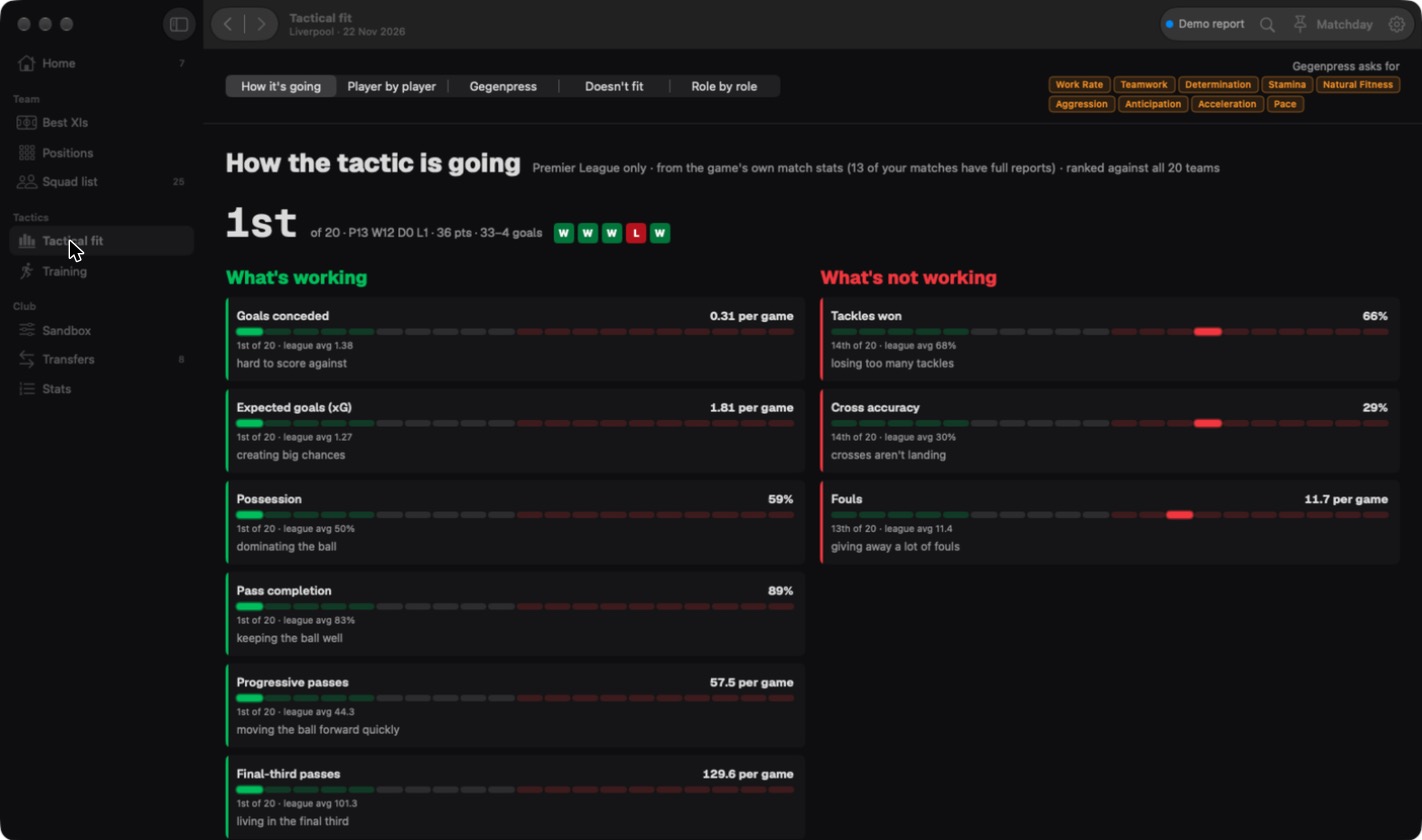 Tactical fit
Liverpool · 22 Nov 2026
Demo report
Matchday
Home 7
Team
Best XIs
Positions
Squad list 25
Tactics
Tactical fit
Training
Club
Sandbox
Transfers 8
Stats
How it's going
Player by player
Gegenpress
Doesn't fit
Role by role
Gegenpress asks for
Work Rate Teamwork Determination Stamina Natural Fitness
Aggression Anticipation Acceleration Pace
How the tactic is going Premier League only · from the game's own match stats (13 of your matches have full reports) · ranked against all 20 teams
1st of 20 · P13 W12 D0 L1 · 36 pts · 33–4 goals W W W L W
What's working
Goals conceded 0.31 per game
1st of 20 · league avg 1.38
hard to score against
Expected goals (xG) 1.81 per game
1st of 20 · league avg 1.27
creating big chances
Possession 59%
1st of 20 · league avg 50%
dominating the ball
Pass completion 89%
1st of 20 · league avg 83%
keeping the ball well
Progressive passes 57.5 per game
1st of 20 · league avg 44.3
moving the ball forward quickly
Final-third passes 129.6 per game
1st of 20 · league avg 101.3
living in the final third
What's not working
Tackles won 66%
14th of 20 · league avg 68%
losing too many tackles
Cross accuracy 29%
14th of 20 · league avg 30%
crosses aren't landing
Fouls 11.7 per game
13th of 20 · league avg 11.4
giving away a lot of fouls